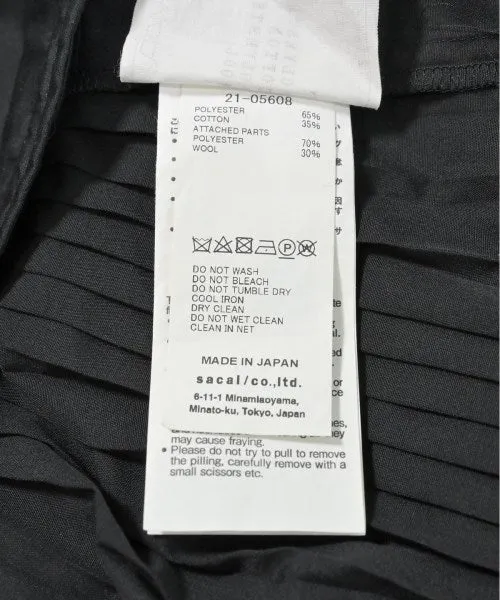 21-05608
POLYESTER 65%
COTTON 35%
ATTACHED PARTS
POLYESTER 70%
WOOL 30%
P W
DO NOT WASH
DO NOT BLEACH
DO NOT TUMBLE DRY
COOL IRON
DRY CLEAN
DO NOT WET CLEAN
CLEAN IN NET
MADE IN JAPAN
sacai/co.,ltd.
6-11-1 Minamiaoyama,
Minato-ku, Tokyo, Japan
may cause fraying.
• Please do not try to pull to remove
the pilling, carefully remove with a
small scissors etc.